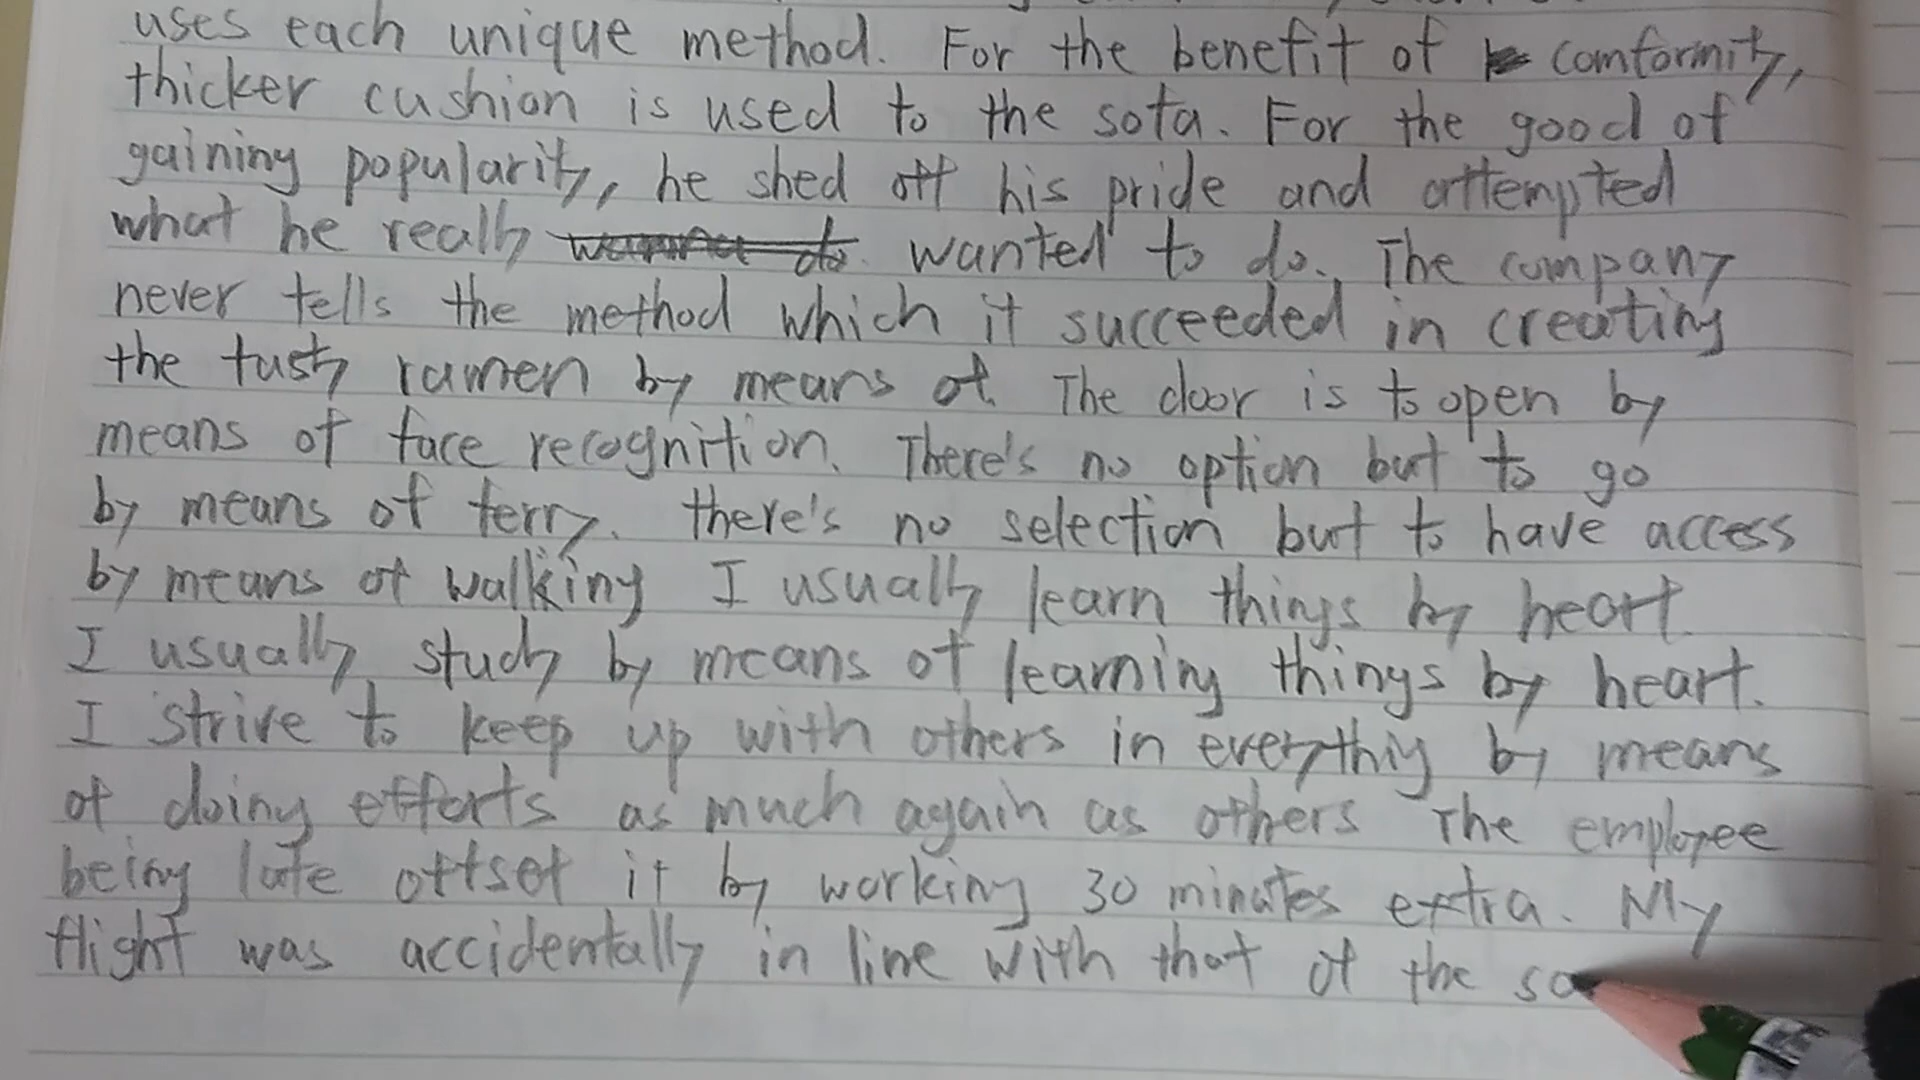 uses each unique method. For the benefit of comformity,
thicker cushion is used to the sofa. For the good of
gaining popularity, he shed off his pride and attempted
what he really wanna do wanted to do. The company
never tells the method which it succeeded in creating
the tasty ramen by means of. The door is to open by
means of face recognition. There's no option but to go
by means of ferry. there's no selection but to have access
by means of walking I usually learn things by heart.
I usually study by means of learning things by heart.
I strive to keep up with others in everythig by means
of doing efforts as much again as others The employee
being late offset it by working 30 minutes extra. My
flight was accidentally in line with that of the